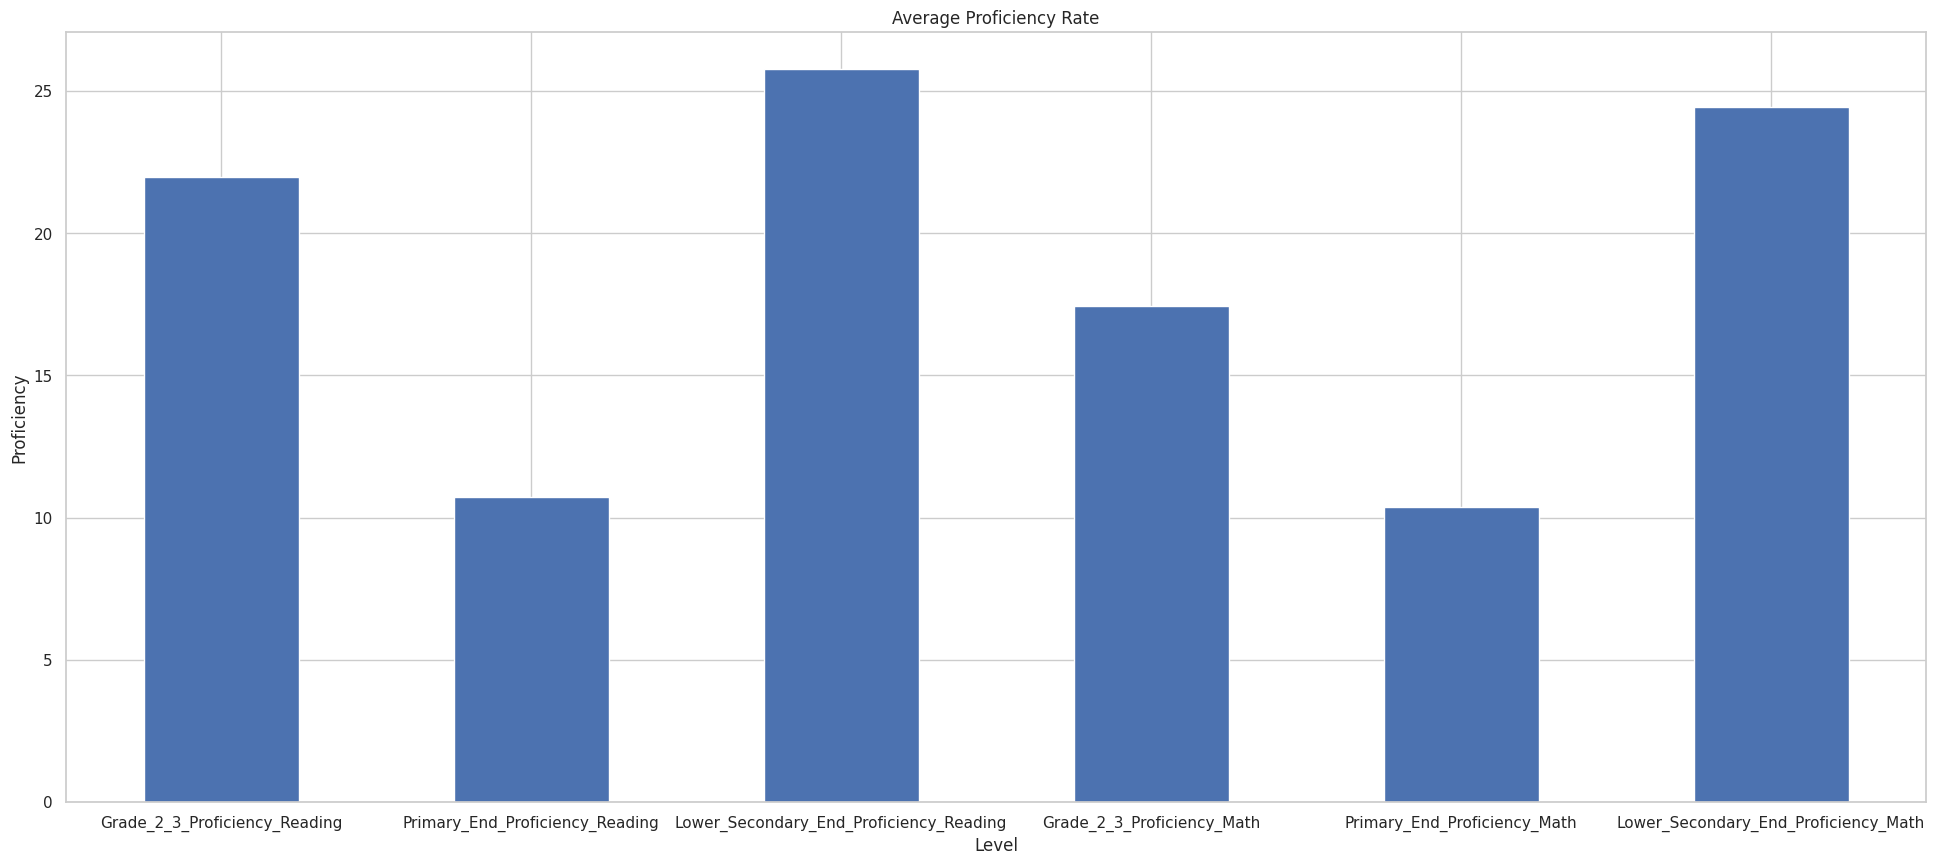 Average Proficiency Rate
25
20
15
10
5
0
Proficiency
Grade_2_3_Proficiency_Reading
Primary_End_Proficiency_Reading
Lower_Secondary_End_Proficiency_Reading
Grade_2_3_Proficiency_Math
Primary_End_Proficiency_Math
Lower_Secondary_End_Proficiency_Math
Level